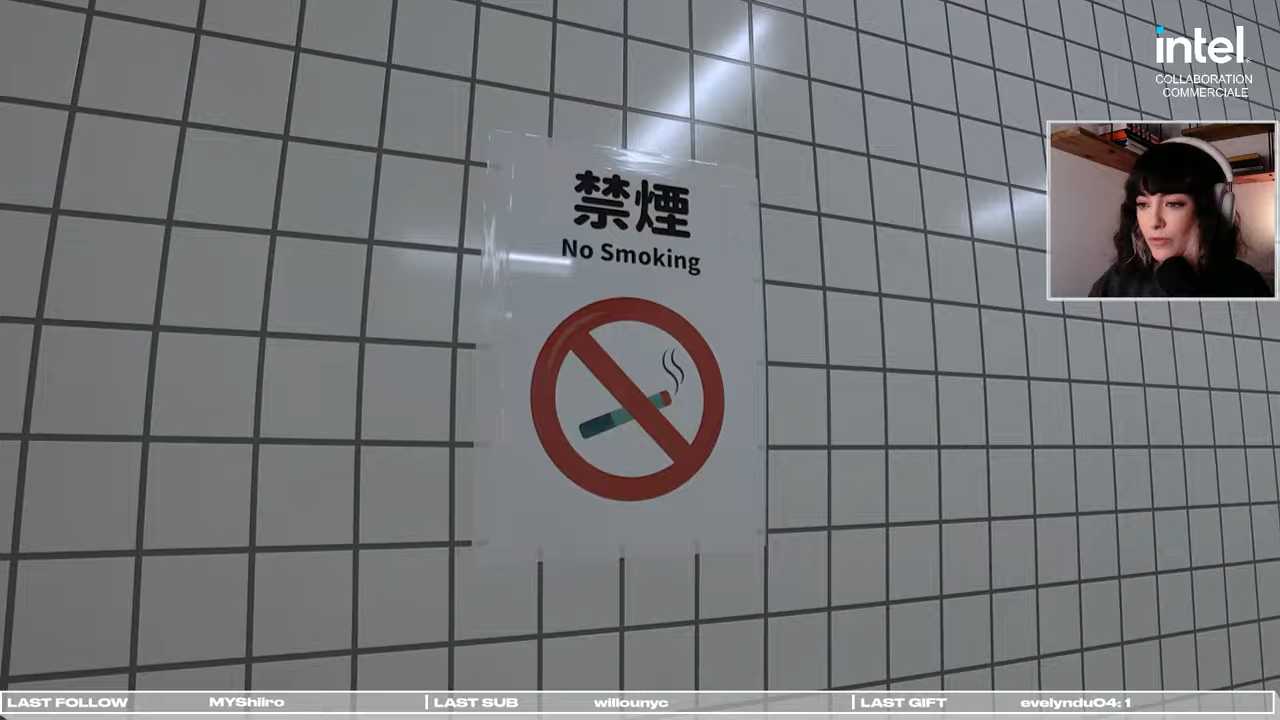 intel.
COLLABORATION
COMMERCIALE
禁煙
No Smoking
LAST FOLLOW MYShiiro LAST SUB willounyc LAST GIFT evelyndu04: 1